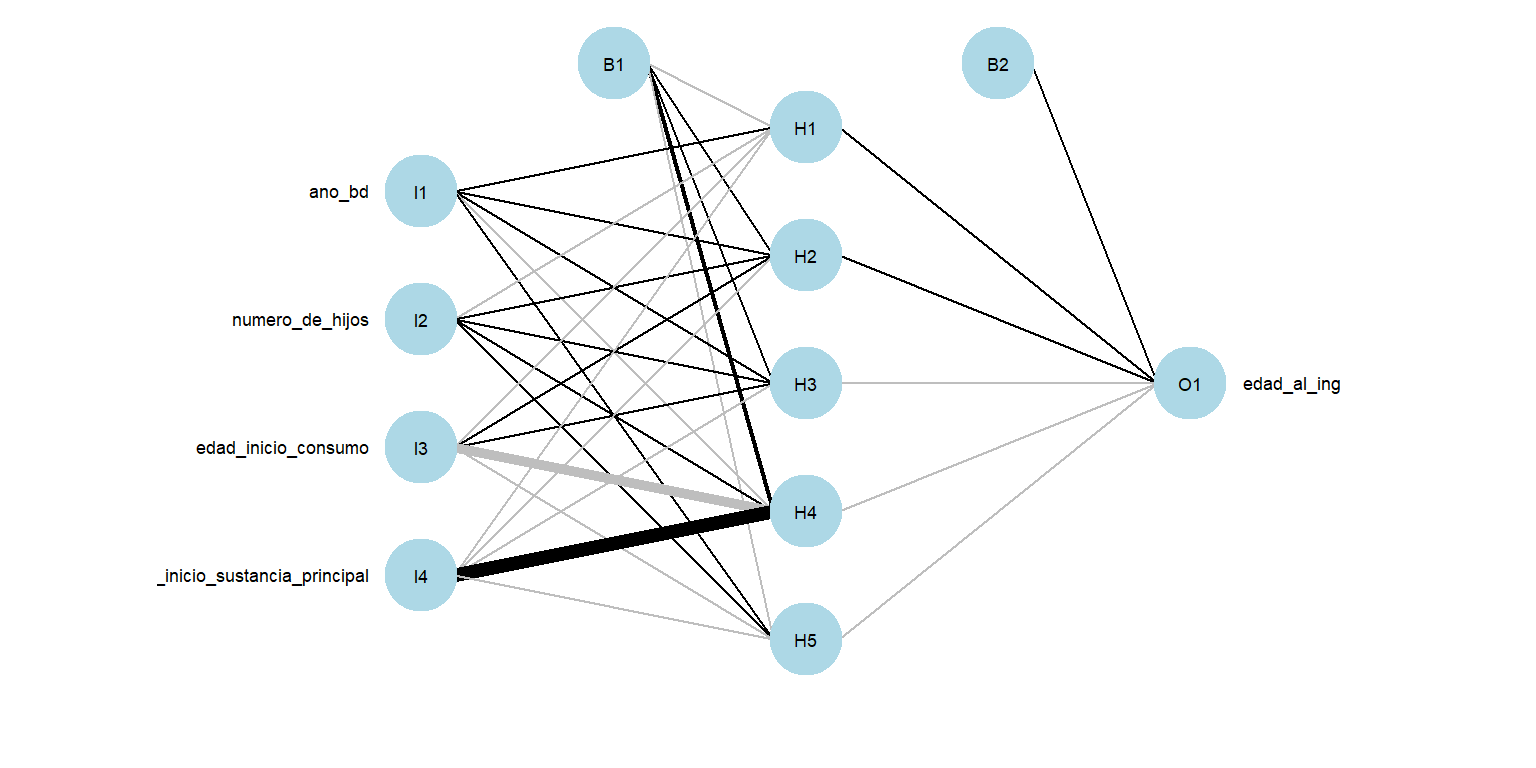 B1
B2
H1
ano_bd
I1
H2
numero_de_hijos
I2
H3
O1
edad_al_ing
edad_inicio_consumo
I3
H4
_inicio_sustancia_principal
I4
H5